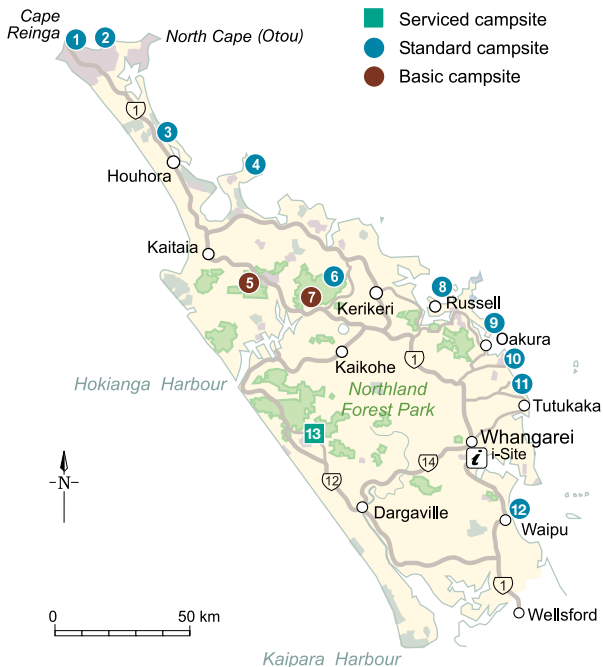 Cape
Reinga
1
2
North Cape (Otou)
Serviced campsite
Standard campsite
Basic campsite
1
3
Houhora
4
Kaitaia
5
6
7
Kerikeri
8
Russell
9
Oakura
10
Kaikohe
1
11
Hokianga Harbour
Northland
Forest Park
Tutukaka
13
Whangarei
i-Site
i
14
12
N
Dargaville
12
Waipu
1
0
50 km
Wellsford
Kaipara Harbour